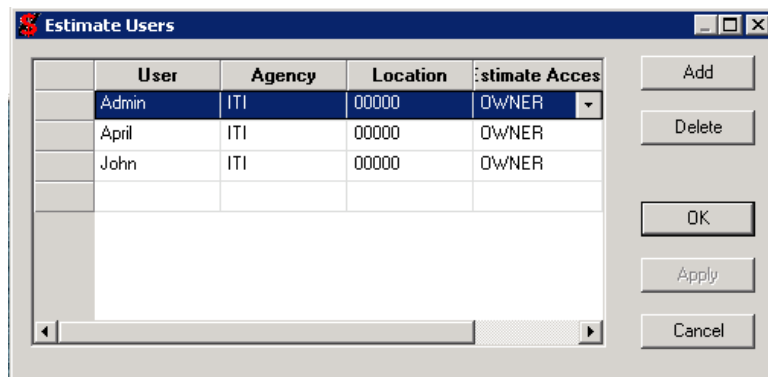 Estimate Users
User Agency Location Estimate Acces
Admin ITI 00000 OWNER
April ITI 00000 OWNER
John ITI 00000 OWNER
Add
Delete
OK
Apply
Cancel